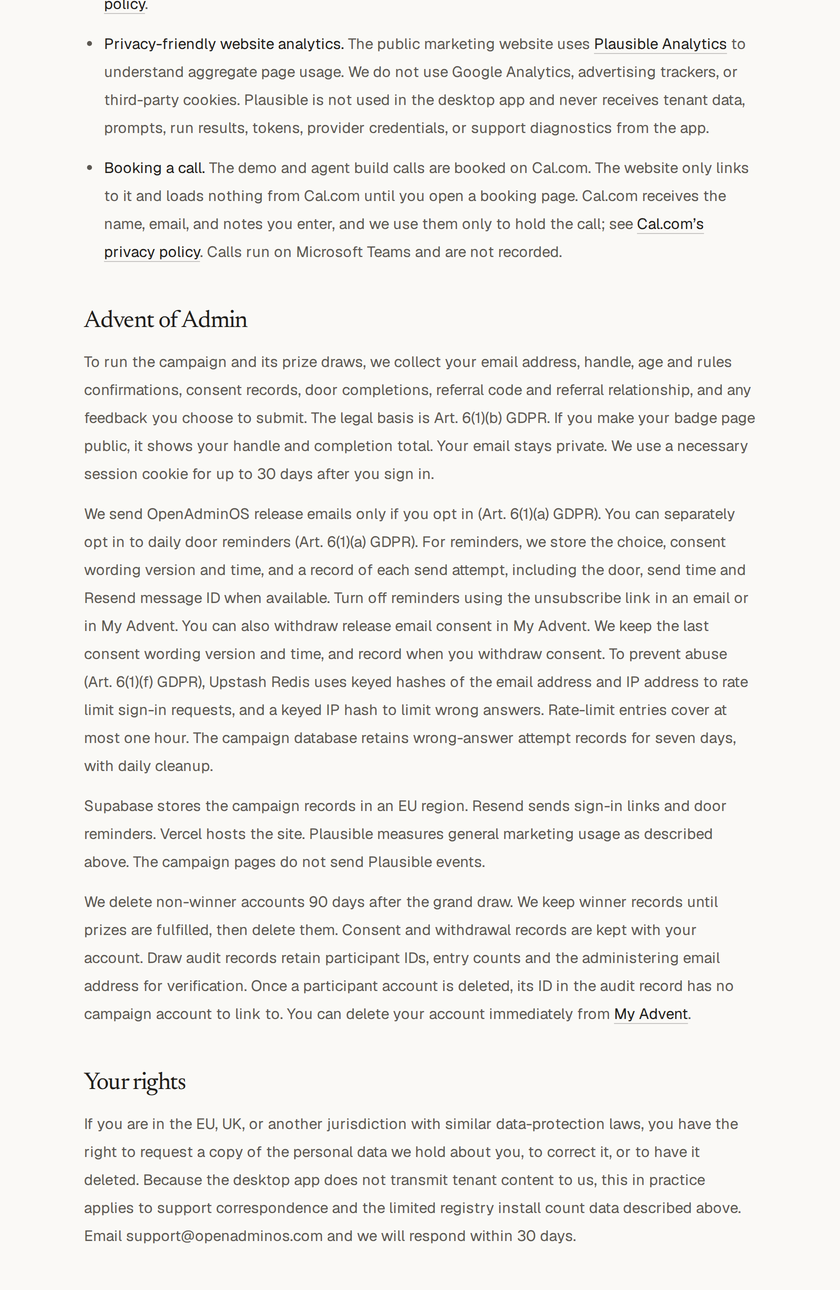 policy.
Privacy-friendly website analytics. The public marketing website uses Plausible Analytics to
understand aggregate page usage. We do not use Google Analytics, advertising trackers, or
third-party cookies. Plausible is not used in the desktop app and never receives tenant data,
prompts, run results, tokens, provider credentials, or support diagnostics from the app.
Booking a call. The demo and agent build calls are booked on Cal.com. The website only links
to it and loads nothing from Cal.com until you open a booking page. Cal.com receives the
name, email, and notes you enter, and we use them only to hold the call; see Cal.com's
privacy policy. Calls run on Microsoft Teams and are not recorded.
Advent of Admin
To run the campaign and its prize draws, we collect your email address, handle, age and rules
confirmations, consent records, door completions, referral code and referral relationship, and any
feedback you choose to submit. The legal basis is Art. 6(1)(b) GDPR. If you make your badge page
public, it shows your handle and completion total. Your email stays private. We use a necessary
session cookie for up to 30 days after you sign in.
We send OpenAdminOS release emails only if you opt in (Art. 6(1)(a) GDPR). You can separately
opt in to daily door reminders (Art. 6(1)(a) GDPR). For reminders, we store the choice, consent
wording version and time, and a record of each send attempt, including the door, send time and
Resend message ID when available. Turn off reminders using the unsubscribe link in an email or
in My Advent. You can also withdraw release email consent in My Advent. We keep the last
consent wording version and time, and record when you withdraw consent. To prevent abuse
(Art. 6(1)(f) GDPR), Upstash Redis uses keyed hashes of the email address and IP address to rate
limit sign-in requests, and a keyed IP hash to limit wrong answers. Rate-limit entries cover at
most one hour. The campaign database retains wrong-answer attempt records for seven days,
with daily cleanup.
Supabase stores the campaign records in an EU region. Resend sends sign-in links and door
reminders. Vercel hosts the site. Plausible measures general marketing usage as described
above. The campaign pages do not send Plausible events.
We delete non-winner accounts 90 days after the grand draw. We keep winner records until
prizes are fulfilled, then delete them. Consent and withdrawal records are kept with your
account. Draw audit records retain participant IDs, entry counts and the administering email
address for verification. Once a participant account is deleted, its ID in the audit record has no
campaign account to link to. You can delete your account immediately from My Advent.
Your rights
If you are in the EU, UK, or another jurisdiction with similar data-protection laws, you have the
right to request a copy of the personal data we hold about you, to correct it, or to have it
deleted. Because the desktop app does not transmit tenant content to us, this in practice
applies to support correspondence and the limited registry install count data described above.
Email support@openadminos.com and we will respond within 30 days.